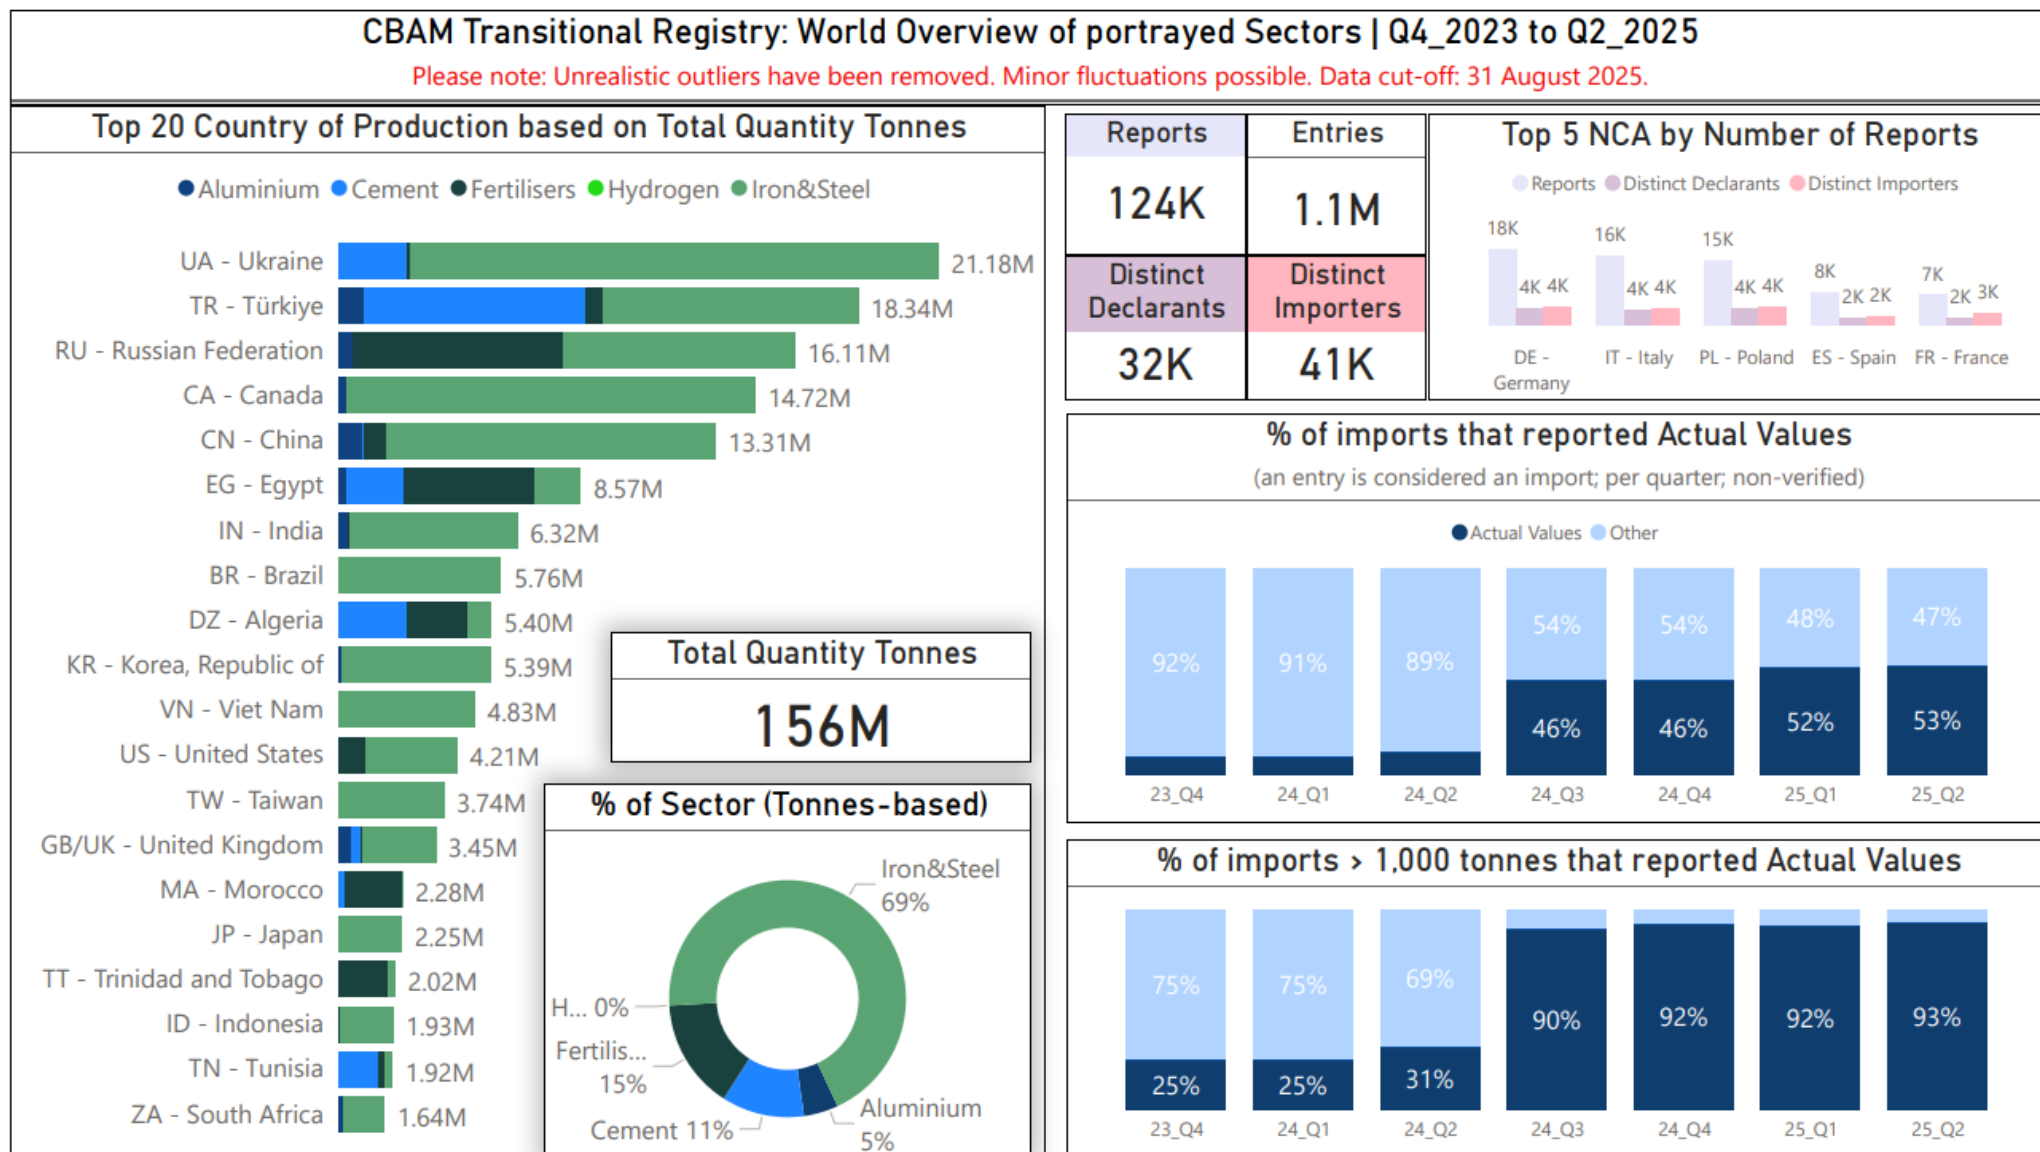 CBAM Transitional Registry: World Overview of portrayed Sectors | Q4_2023 to Q2_2025
Please note: Unrealistic outliers have been removed. Minor fluctuations possible. Data cut-off: 31 August 2025.
Top 20 Country of Production based on Total Quantity Tonnes
Aluminium Cement Fertilisers Hydrogen Iron&Steel
UA - Ukraine 21.18M
TR - Türkiye 18.34M
RU - Russian Federation 16.11M
CA - Canada 14.72M
CN - China 13.31M
EG - Egypt 8.57M
IN - India 6.32M
BR - Brazil 5.76M
DZ - Algeria 5.40M
KR - Korea, Republic of 5.39M
VN - Viet Nam 4.83M
US - United States 4.21M
TW - Taiwan 3.74M
GB/UK - United Kingdom 3.45M
MA - Morocco 2.28M
JP - Japan 2.25M
TT - Trinidad and Tobago 2.02M
ID - Indonesia 1.93M
TN - Tunisia 1.92M
ZA - South Africa 1.64M
Total Quantity Tonnes
156M
% of Sector (Tonnes-based)
Iron&Steel
69%
H... 0%
Fertilis...
15%
Cement 11%
Aluminium
5%
Reports
124K
Entries
1.1M
Distinct
Declarants
32K
Distinct
Importers
41K
Top 5 NCA by Number of Reports
Reports Distinct Declarants Distinct Importers
18K 4K 4K
16K 4K 4K
15K 4K 4K
8K 2K 2K
7K 2K 3K
DE -
Germany
IT - Italy
PL - Poland
ES - Spain
FR - France
% of imports that reported Actual Values
(an entry is considered an import; per quarter; non-verified)
Actual Values Other
92% 91% 89% 54% 54% 48% 47%
46% 46% 52% 53%
23_Q4 24_Q1 24_Q2 24_Q3 24_Q4 25_Q1 25_Q2
% of imports > 1,000 tonnes that reported Actual Values
75% 75% 69%
25% 25% 31% 90% 92% 92% 93%
23_Q4 24_Q1 24_Q2 24_Q3 24_Q4 25_Q1 25_Q2